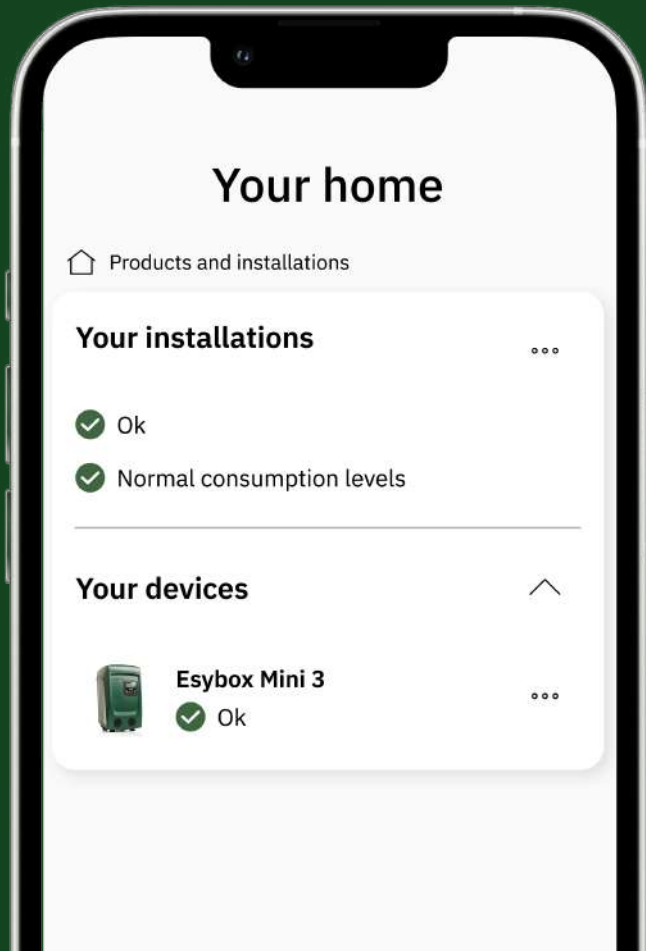 Your home
Products and installations
Your installations
Ok
Normal consumption levels
Your devices
Esybox Mini 3
Ok